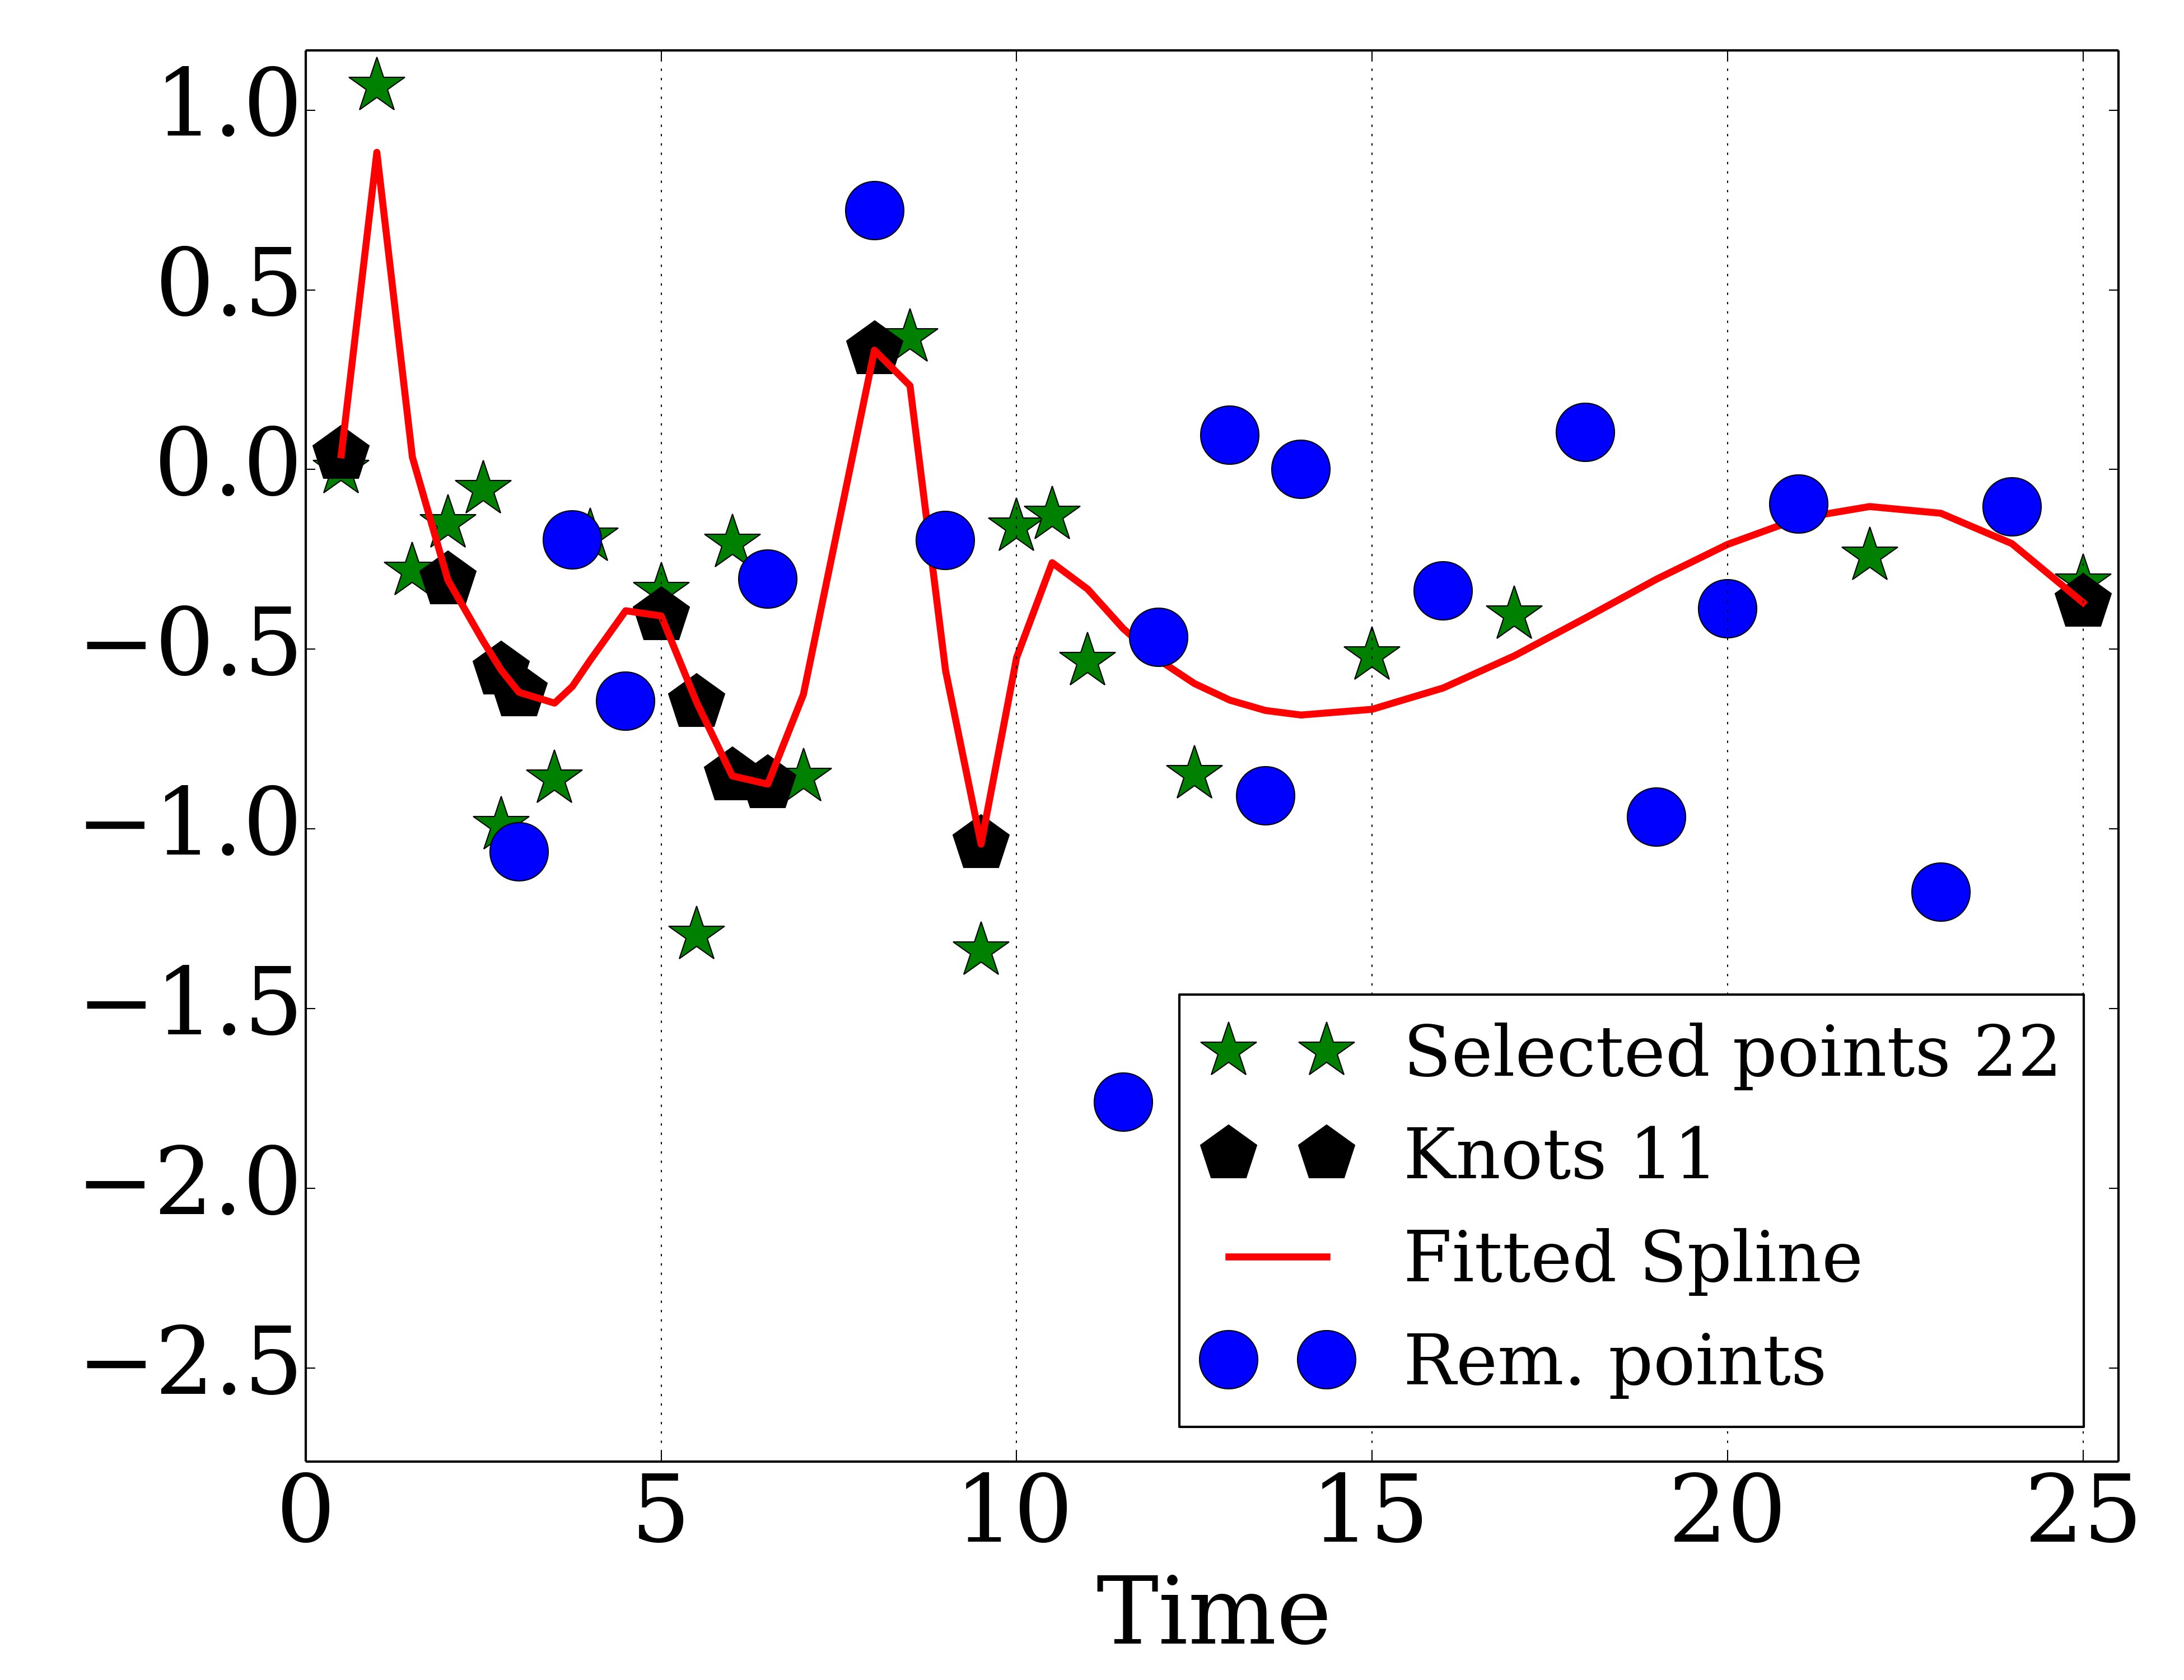 1.0
0.5
0.0
−0.5
−1.0
−1.5
−2.0
−2.5
Selected points 22
Knots 11
Fitted Spline
Rem. points
0 5 10 15 20 25
Time